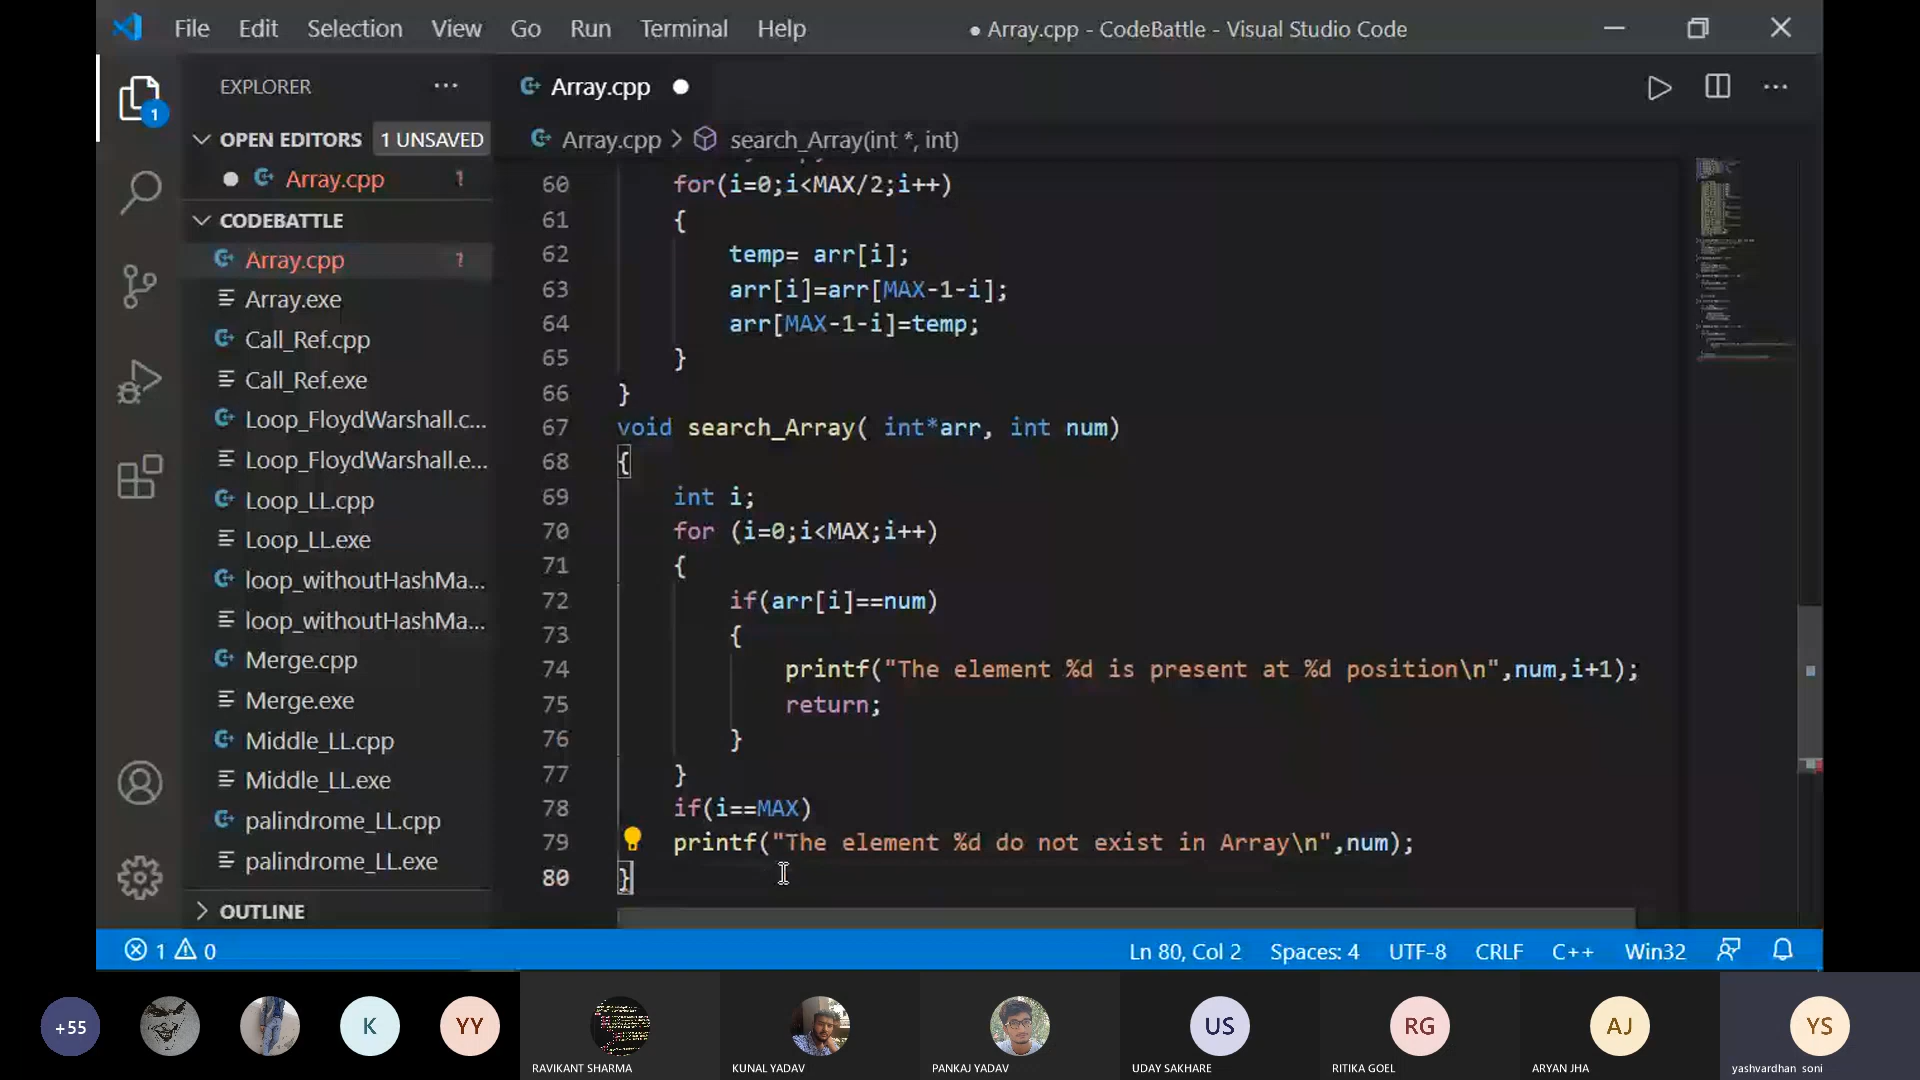 File Edit Selection View Go Run Terminal Help ● Array.cpp - CodeBattle - Visual Studio Code
EXPLORER ...
Array.cpp
OPEN EDITORS 1 UNSAVED
Array.cpp > search_Array(int *, int)
1
Array.cpp 1
CODEBATTLE
Array.cpp 1
Array.exe
Call_Ref.cpp
Call_Ref.exe
Loop_FloydWarshall.c...
Loop_FloydWarshall.e...
Loop_LL.cpp
Loop_LL.exe
loop_withoutHashMa...
loop_withoutHashMa...
Merge.cpp
Merge.exe
Middle_LL.cpp
Middle_LL.exe
palindrome_LL.cpp
palindrome_LL.exe
OUTLINE
60 for(i=0;i<MAX/2;i++)
61 {
62 temp= arr[i];
63 arr[i]=arr[MAX-1-i];
64 arr[MAX-1-i]=temp;
65 }
66 }
67 void search_Array( int*arr, int num)
68 {
69 int i;
70 for (i=0;i<MAX;i++)
71 {
72 if(arr[i]==num)
73 {
74 printf("The element %d is present at %d position\n",num,i+1);
75 return;
76 }
77 }
78 if(i==MAX)
79 printf("The element %d do not exist in Array\n",num);
80 }
1 0 Ln 80, Col 2 Spaces: 4 UTF-8 CRLF C++ Win32
+55 K YY US RG AJ YS
RAVIKANT SHARMA KUNAL YADAV PANKAJ YADAV UDAY SAKHARE RITIKA GOEL ARYAN JHA yashvardhan soni